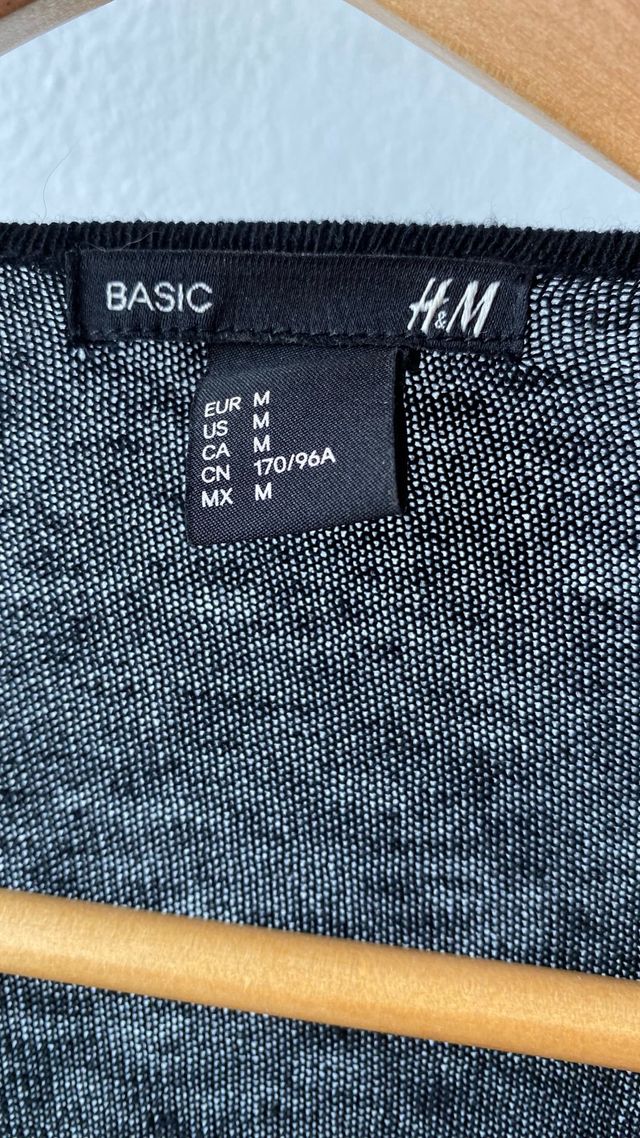 BASIC H&M
EUR M
US M
CA M
CN 170/96A
MX M